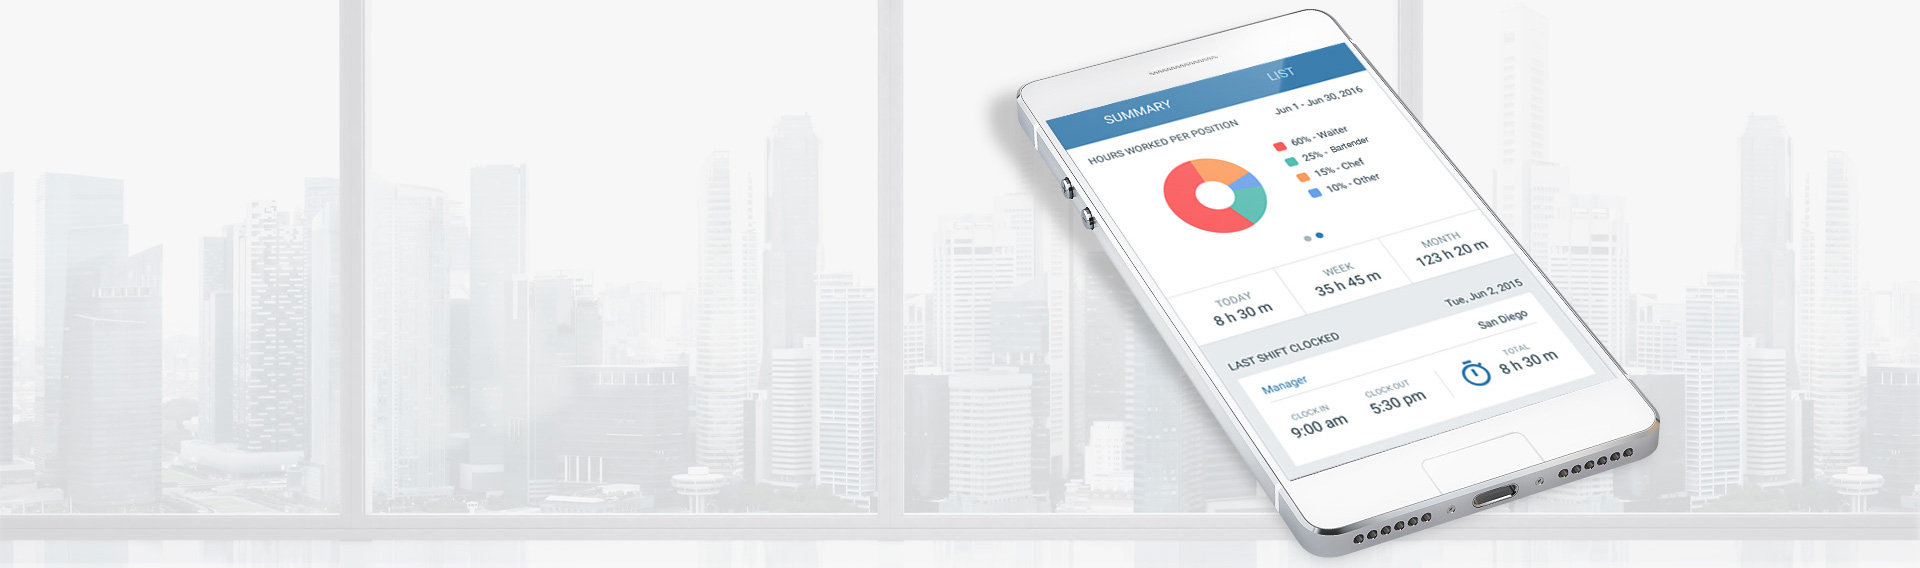 SUMMARY
LIST
HOURS WORKED PER POSITION
Jun 1 - Jun 30, 2016
60% - Waiter
25% - Bartender
15% - Chef
10% - Other
TODAY
8 h 30 m
WEEK
35 h 45 m
MONTH
123 h 20 m
LAST SHIFT CLOCKED
Tue, Jun 2, 2015
Manager
San Diego
CLOCK IN
9:00 am
CLOCK OUT
5:30 pm
TOTAL
8 h 30 m